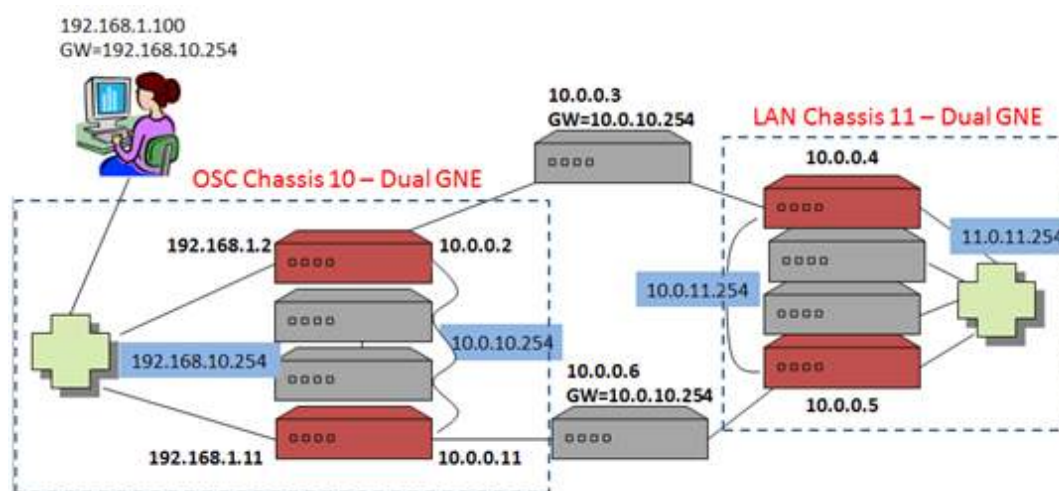 192.168.1.100
GW=192.168.10.254
10.0.0.3
GW=10.0.10.254
LAN Chassis 11 – Dual GNE
10.0.0.4
OSC Chassis 10 – Dual GNE
192.168.1.2
10.0.0.2
11.0.11.254
10.0.11.254
10.0.10.254
192.168.10.254
10.0.0.6
GW=10.0.10.254
10.0.0.5
192.168.1.11
10.0.0.11